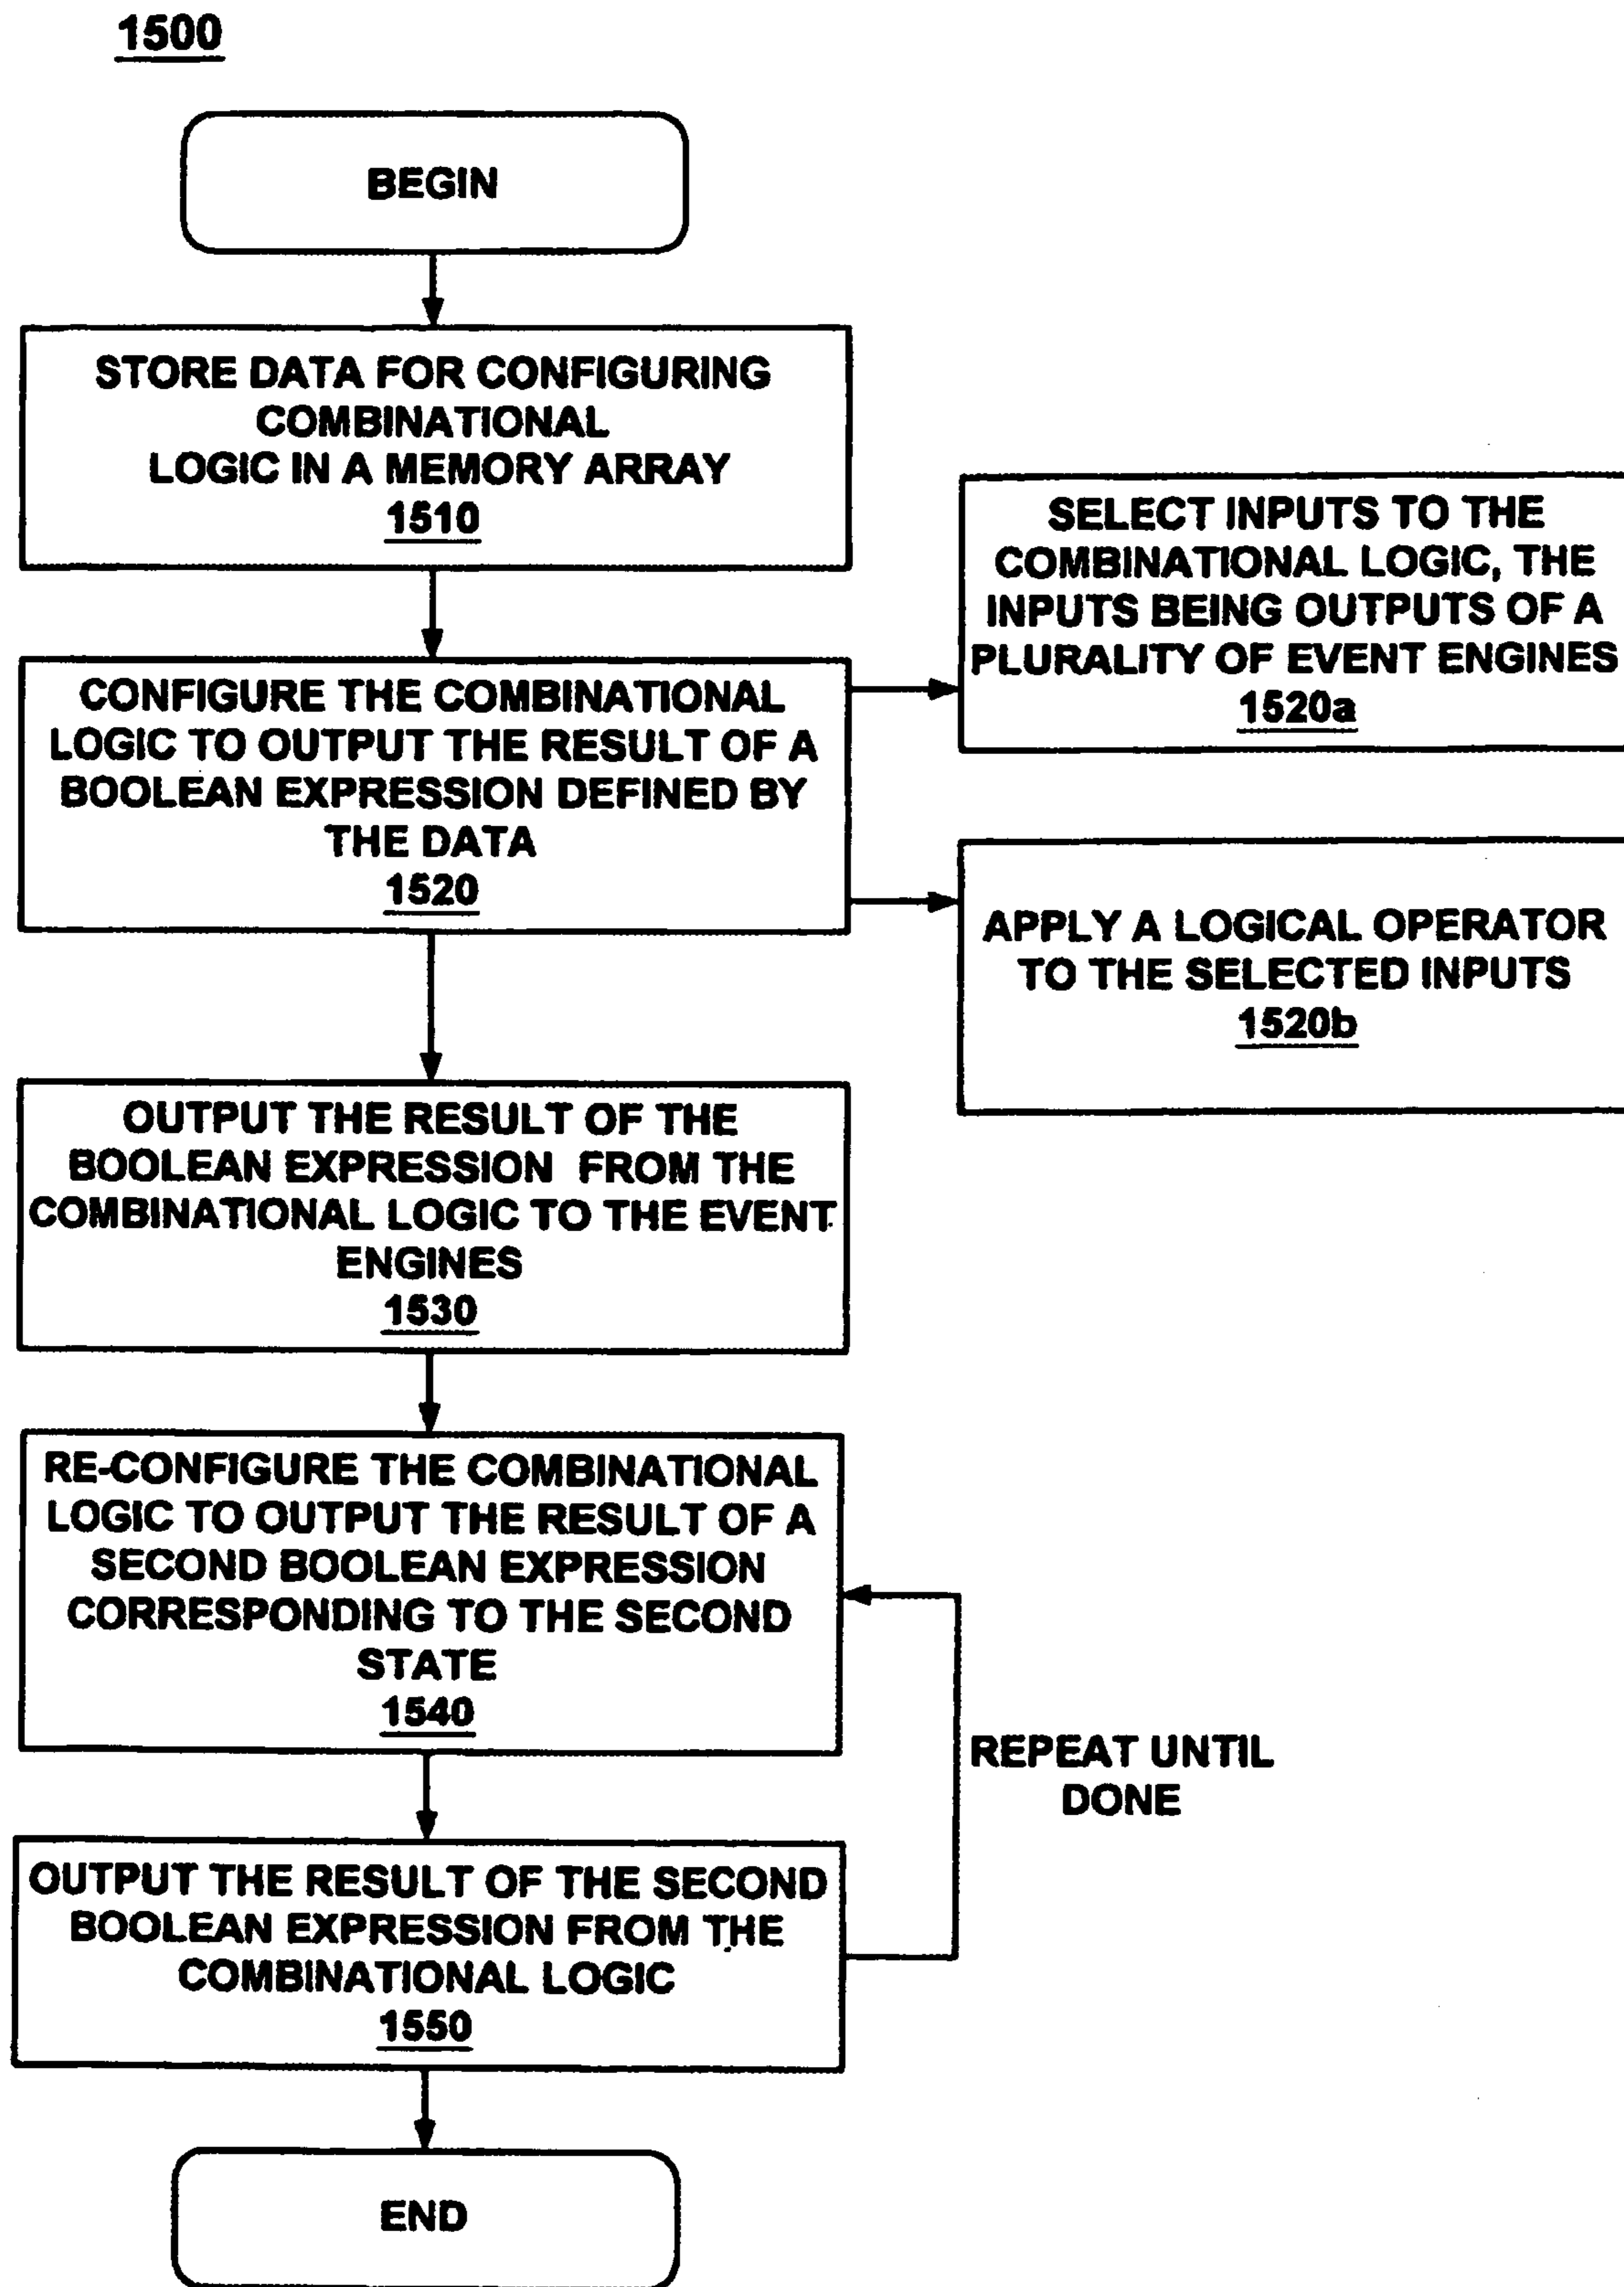 1500
BEGIN
STORE DATA FOR CONFIGURING
COMBINATIONAL
LOGIC IN A MEMORY ARRAY
1510
SELECT INPUTS TO THE
COMBINATIONAL LOGIC, THE
INPUTS BEING OUTPUTS OF A
PLURALITY OF EVENT ENGINES
1520a
CONFIGURE THE COMBINATIONAL
LOGIC TO OUTPUT THE RESULT OF A
BOOLEAN EXPRESSION DEFINED BY
THE DATA
1520
APPLY A LOGICAL OPERATOR
TO THE SELECTED INPUTS
1520b
OUTPUT THE RESULT OF THE
BOOLEAN EXPRESSION FROM THE
COMBINATIONAL LOGIC TO THE EVENT
ENGINES
1530
RE-CONFIGURE THE COMBINATIONAL
LOGIC TO OUTPUT THE RESULT OF A
SECOND BOOLEAN EXPRESSION
CORRESPONDING TO THE SECOND
STATE
1540
REPEAT UNTIL
DONE
OUTPUT THE RESULT OF THE SECOND
BOOLEAN EXPRESSION FROM THE
COMBINATIONAL LOGIC
1550
END